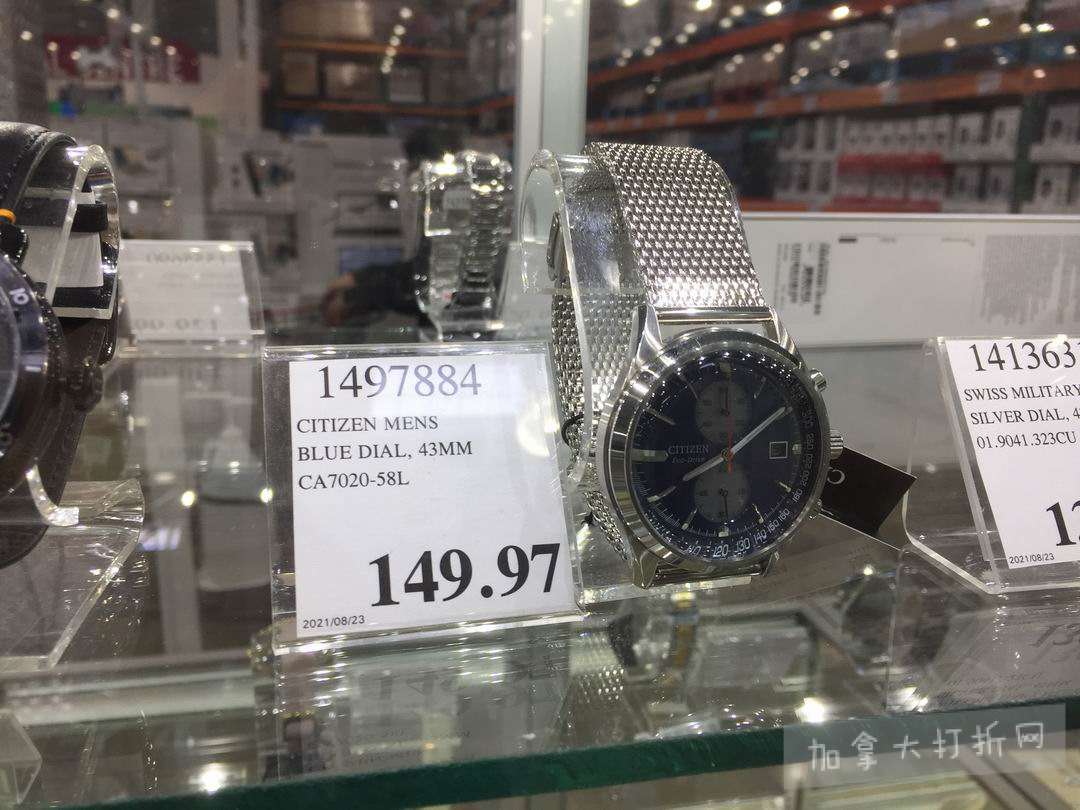 1497884
CITIZEN MENS
BLUE DIAL, 43MM
CA7020-58L
149.97
2021/08/23
CITIZEN
Eco-Drive
141363
SWISS MILITARY
SILVER DIAL, 4
01.9041.323CU
2021/08/23
加拿大打折网